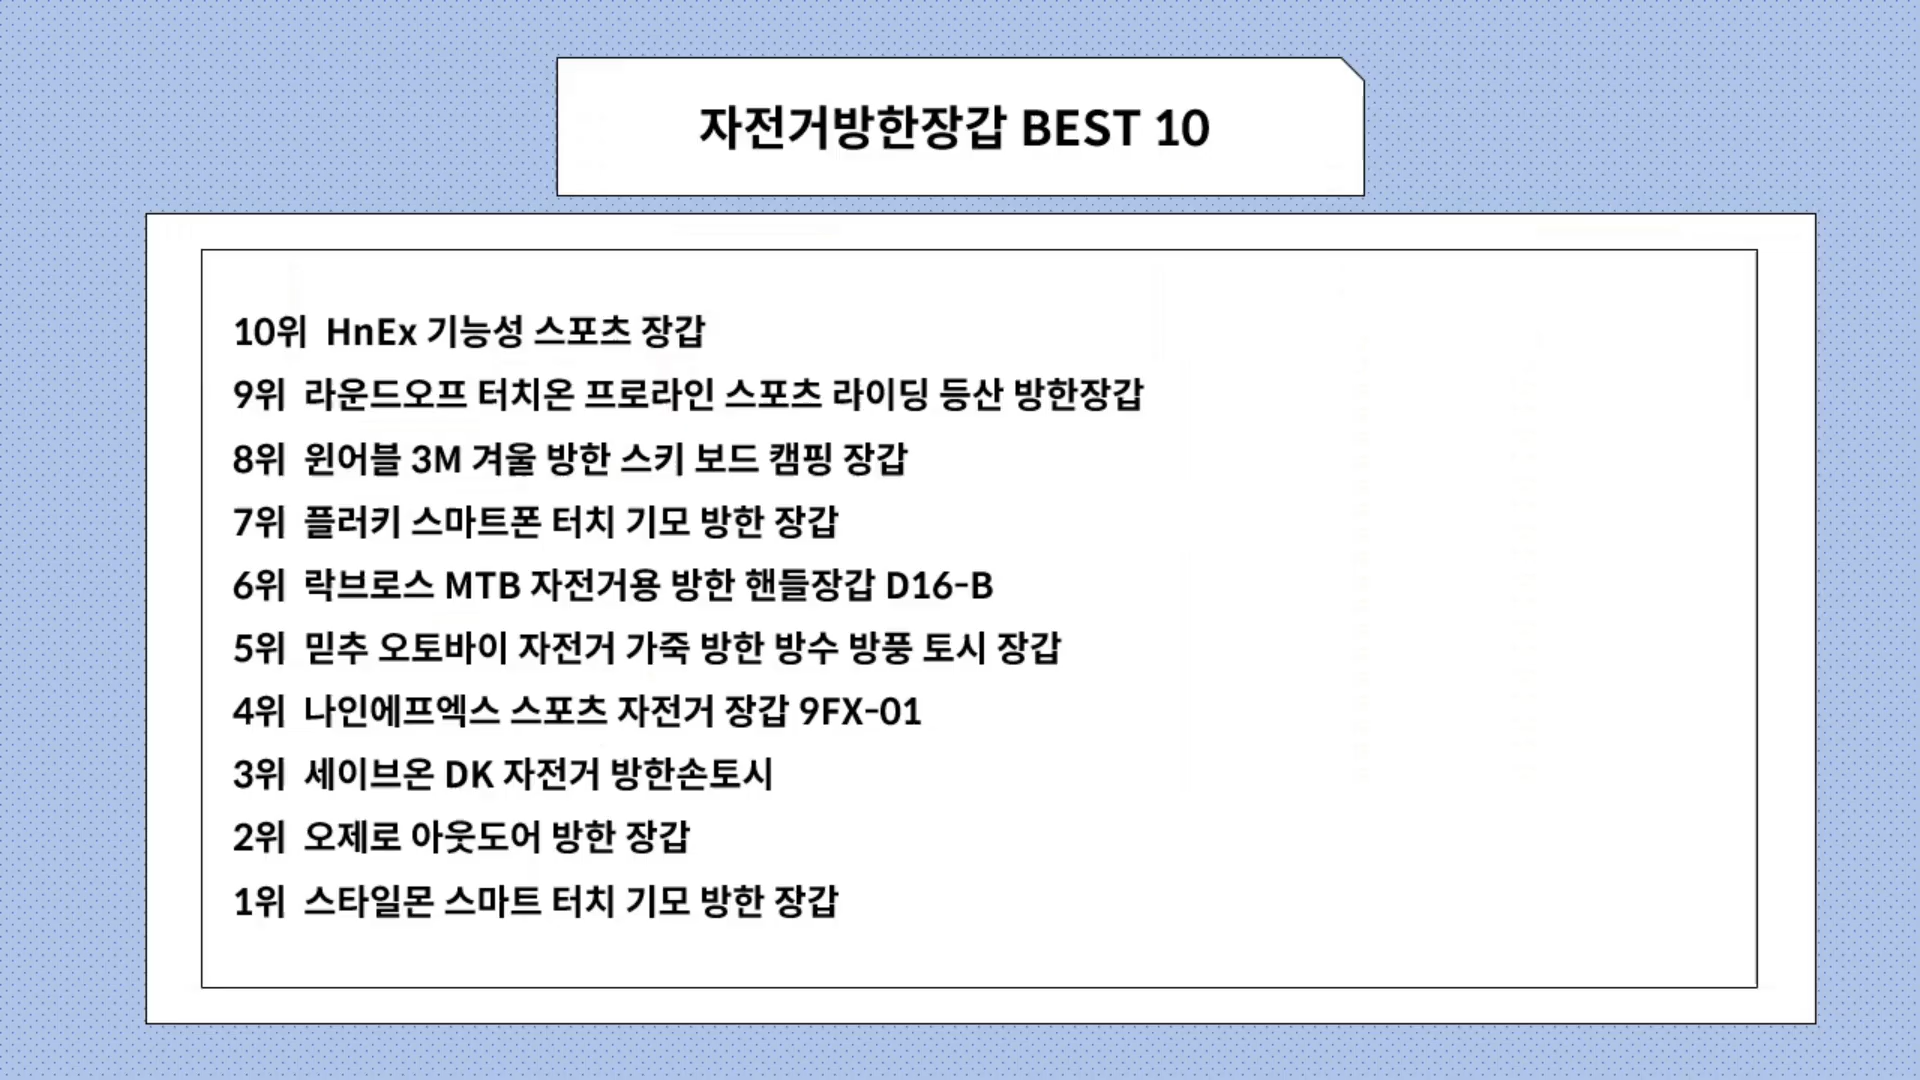 자전거방한장갑 BEST 10
10위 HnEx 기능성 스포츠 장갑
9위 라운드오프 터치온 프로라인 스포츠 라이딩 등산 방한장갑
8위 윈어블 3M 겨울 방한 스키 보드 캠핑 장갑
7위 플러키 스마트폰 터치 기모 방한 장갑
6위 락브로스 MTB 자전거용 방한 핸들장갑 D16-B
5위 믿추 오토바이 자전거 가죽 방한 방수 방풍 토시 장갑
4위 나인에프엑스 스포츠 자전거 장갑 9FX-01
3위 세이브온 DK 자전거 방한손토시
2위 오제로 아웃도어 방한 장갑
1위 스타일몬 스마트 터치 기모 방한 장갑